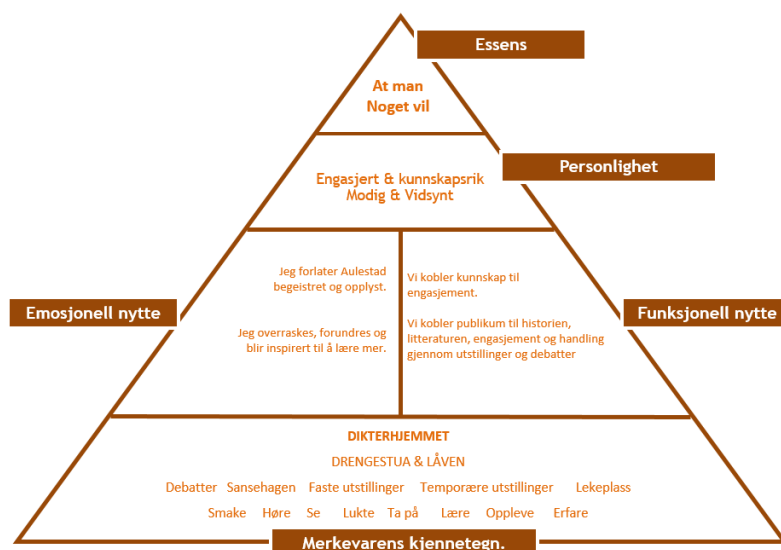 Essens
At man
Noget vil
Personlighet
Engasjert & kunnskapsrik
Modig & Vidsynt
Emosjonell nytte
Jeg forlater Aulestad
begeistret og opplyst.
Jeg overraskes, forundres og
blir inspirert til å lære mer.
Vi kobler kunnskap til
engasjement.
Vi kobler publikum til historien,
litteraturen, engasjement og handling
gjennom utstillinger og debatter
Funksjonell nytte
DIKTERHJEMMET
DRENGESTUA & LÅVEN
Debatter Sansehagen Faste utstillinger Temporære utstillinger Lekeplass
Smake Høre Se Lukte Ta på Lære Oppleve Erfare
Merkevarens kjennetegn.